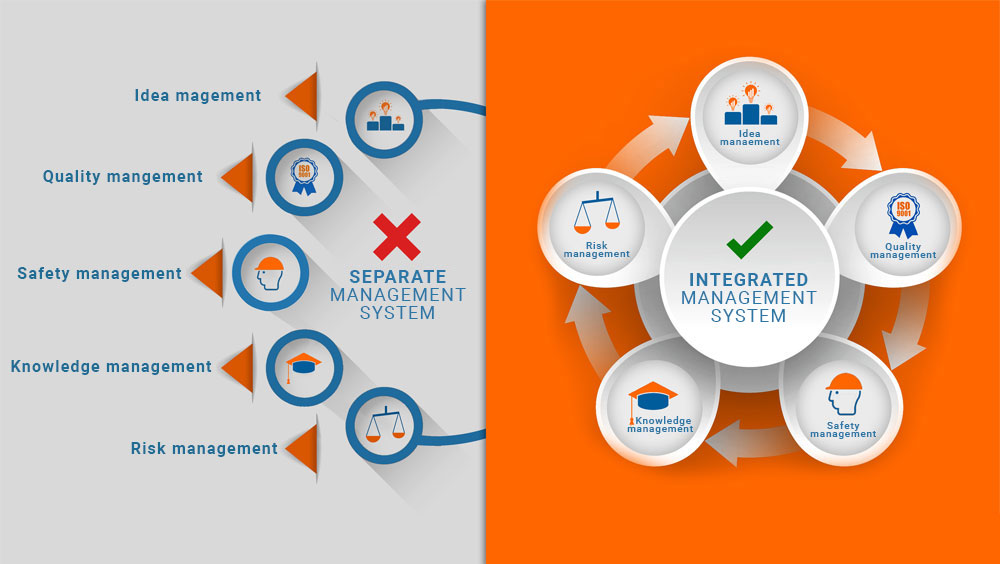 Idea magement
Quality mangement
Safety management
Knowledge management
Risk management
ISO
9001
SEPARATE
MANAGEMENT
SYSTEM
Idea
manaement
ISO
9001
Quality
management
Safety
management
Knowledge
management
Risk
management
INTEGRATED
MANAGEMENT
SYSTEM